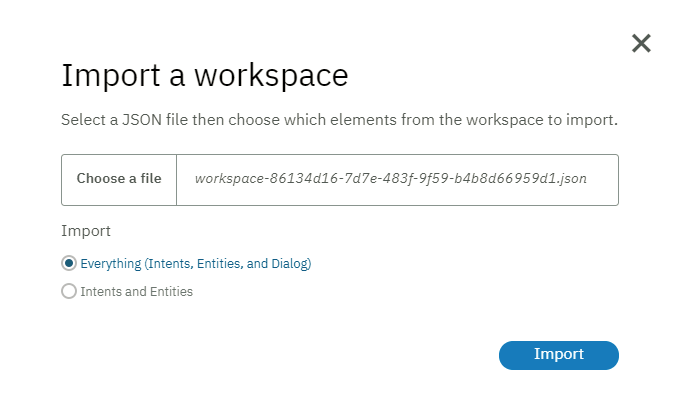 Import a workspace
Select a JSON file then choose which elements from the workspace to import.
Choose a file workspace-86134d16-7d7e-483f-9f59-b4b8d66959d1.json
Import
Everything (Intents, Entities, and Dialog)
Intents and Entities
Import